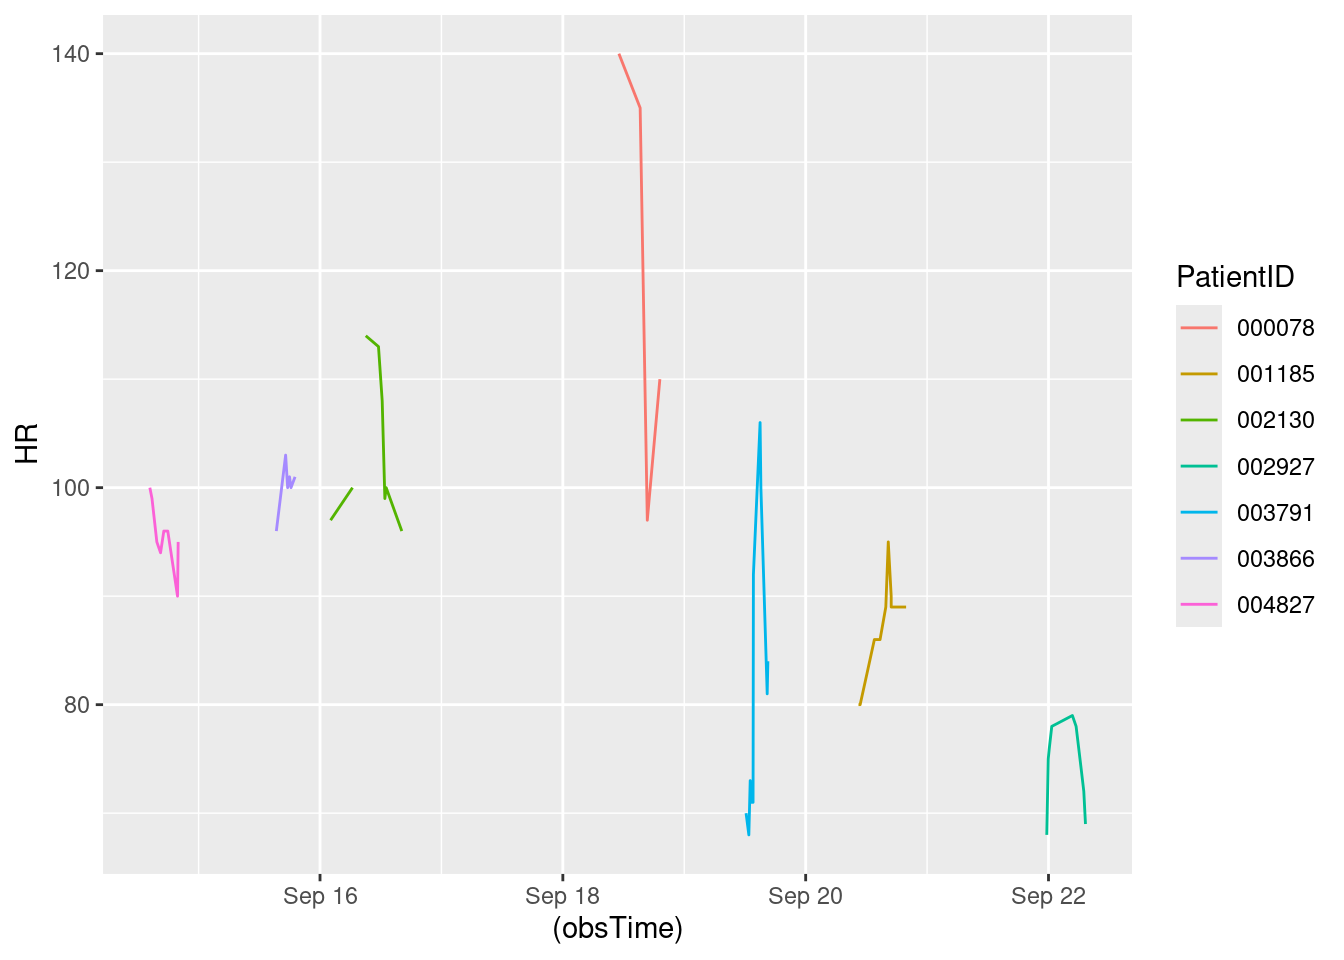 140
120
100
80
HR
Sep 16
Sep 18
Sep 20
Sep 22
(obsTime)
PatientID
000078
001185
002130
002927
003791
003866
004827